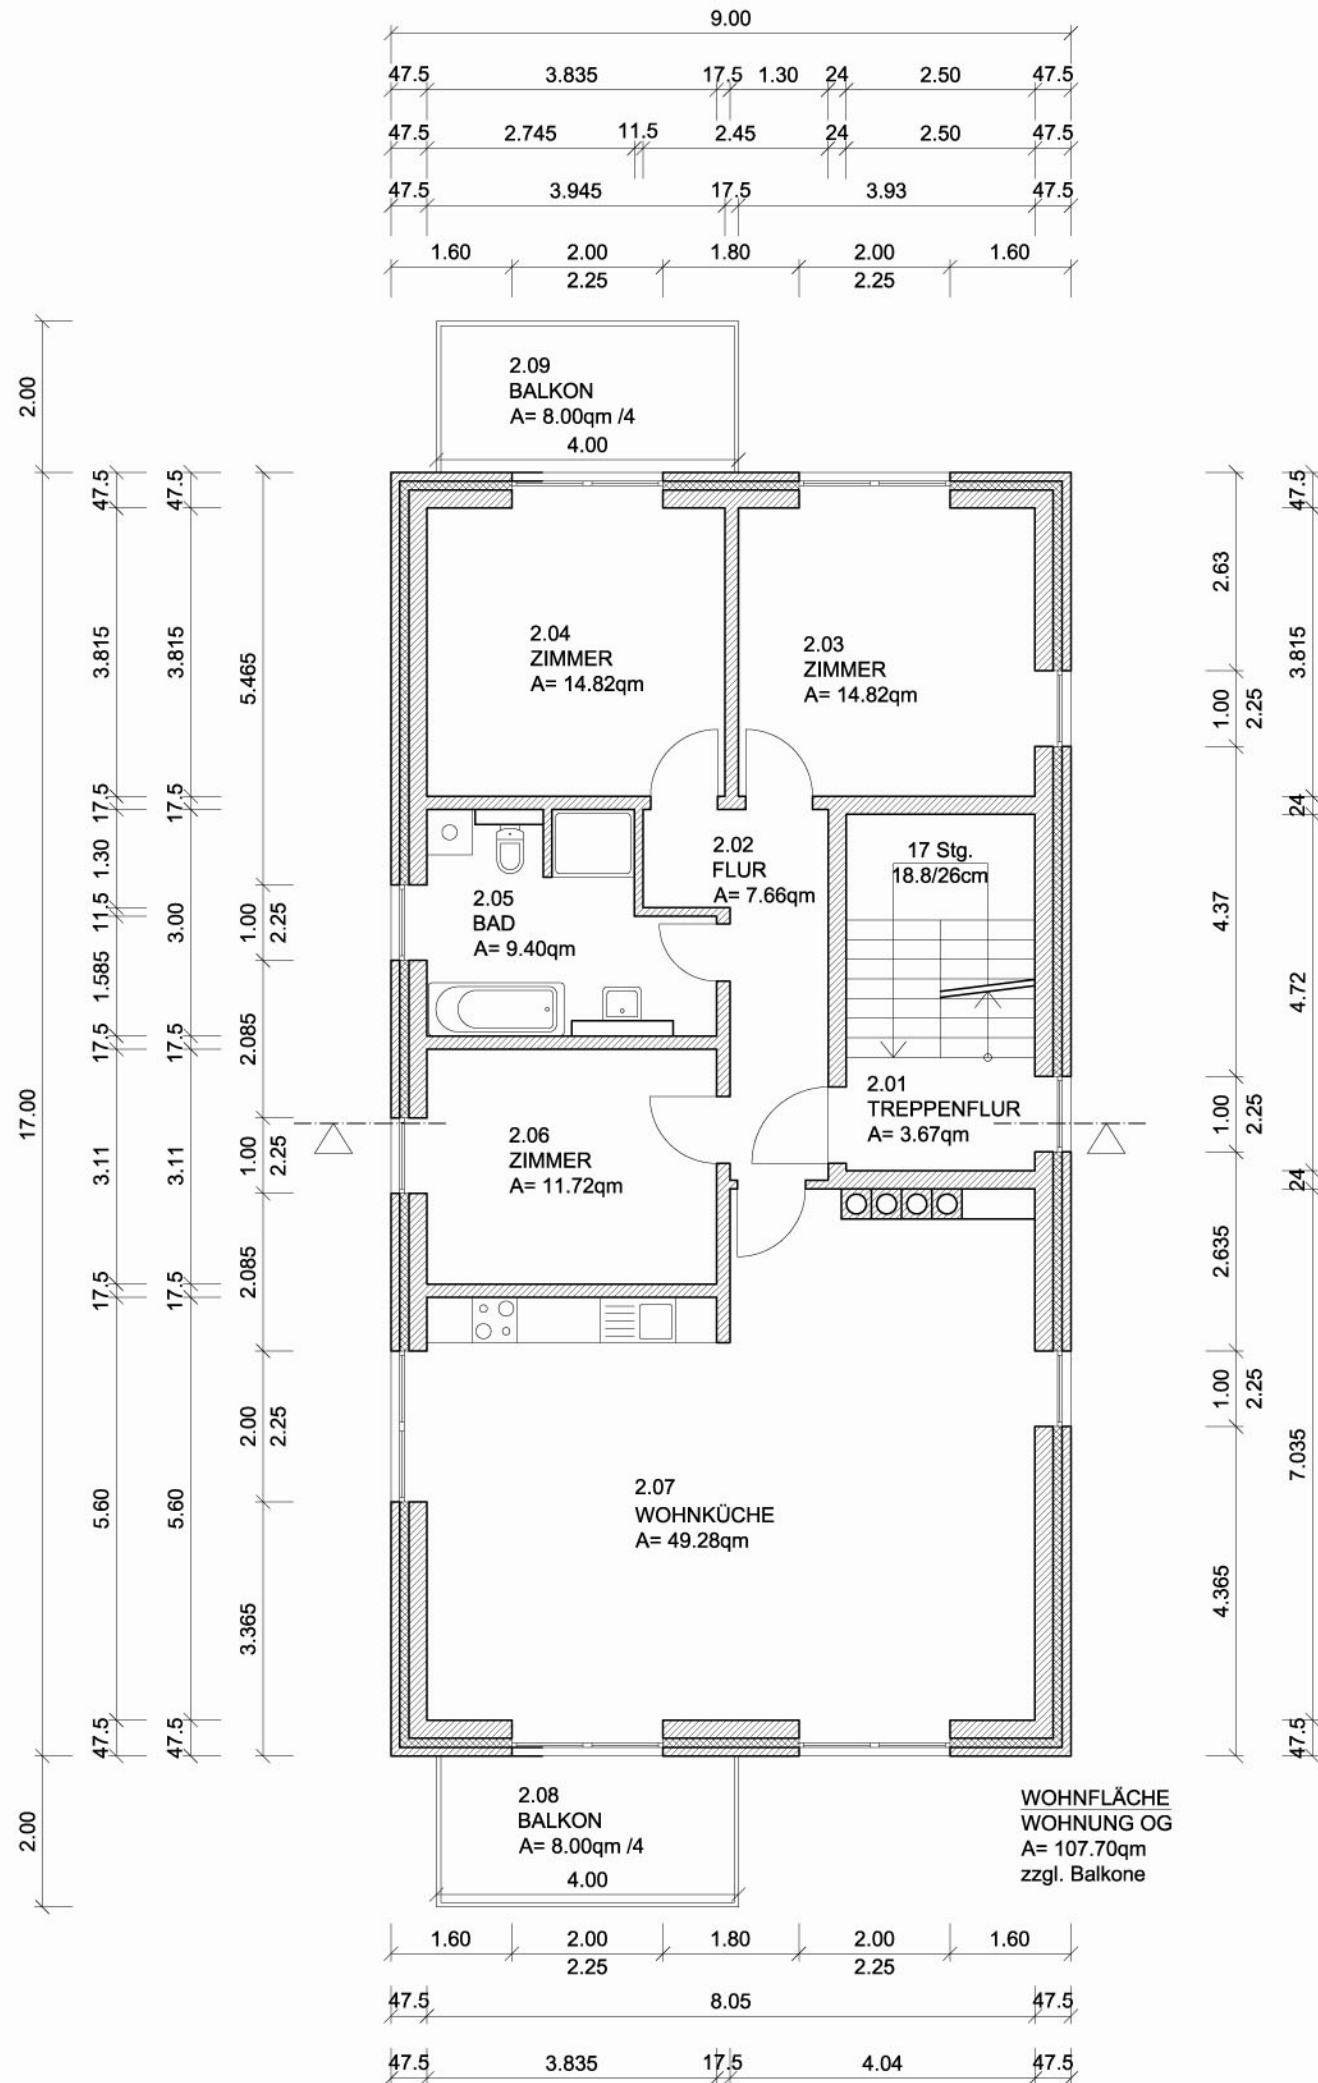 9.00
47.5 3.835 17.5 1.30 24 2.50 47.5
47.5 2.745 11.5 2.45 24 2.50 47.5
47.5 3.945 17.5 3.93 47.5
1.60 2.00 1.80 2.00 1.60
2.25 2.25
2.00
17.00
2.00
47.5
3.815
17.5
1.30
11.5
1.585
17.5
3.11
17.5
5.60
47.5
47.5
3.815
17.5
3.00
17.5
3.11
17.5
5.60
47.5
5.465
1.00
2.25
2.085
1.00
2.25
2.085
2.00
2.25
3.365
2.09
BALKON
A= 8.00qm /4
4.00
2.04
ZIMMER
A= 14.82qm
2.03
ZIMMER
A= 14.82qm
2.02
FLUR
A= 7.66qm
17 Stg.
18.8/26cm
2.05
BAD
A= 9.40qm
2.01
TREPPENFLUR
A= 3.67qm
2.06
ZIMMER
A= 11.72qm
2.07
WOHNKÜCHE
A= 49.28qm
2.08
BALKON
A= 8.00qm /4
4.00
2.63
1.00
2.25
4.37
1.00
2.25
2.635
1.00
2.25
4.365
47.5
3.815
24
4.72
24
7.035
47.5
WOHNFLÄCHE
WOHNUNG OG
A= 107.70qm
zzgl. Balkone
1.60 2.00 1.80 2.00 1.60
2.25 2.25
47.5 8.05 47.5
47.5 3.835 17.5 4.04 47.5